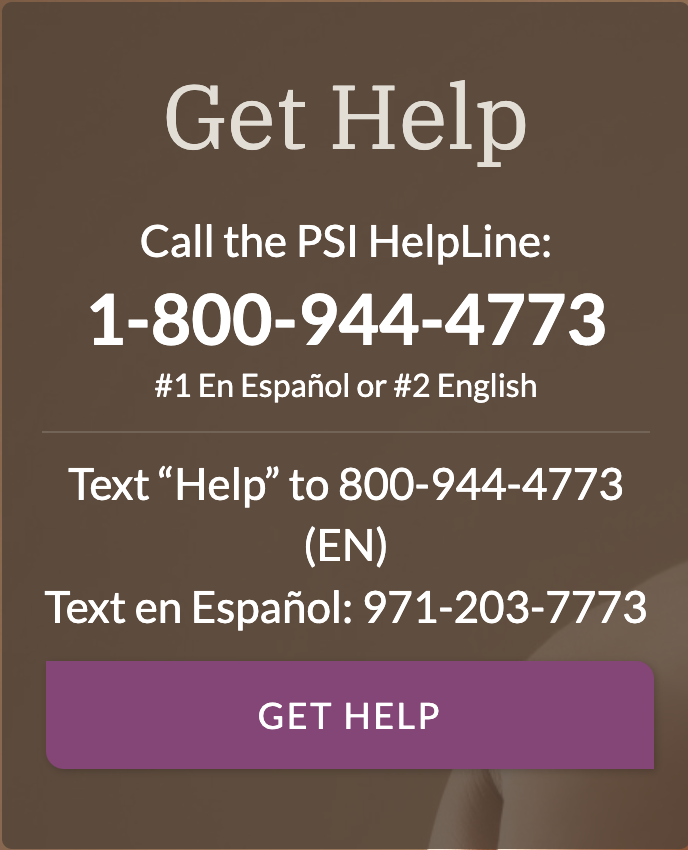 Get Help
Call the PSI HelpLine:
1-800-944-4773
#1 En Español or #2 English
Text “Help” to 800-944-4773
(EN)
Text en Español: 971-203-7773
GET HELP